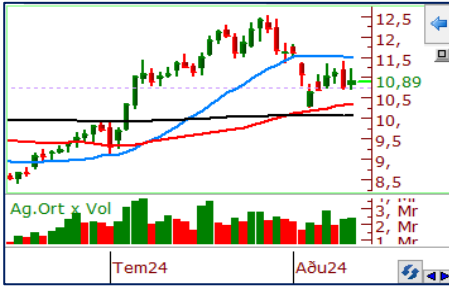 12,5
12,
11,5
11,
10,89
10,5
10,
9,5
9,
8,5
Ag.Ort x Vol
3, Mr
2, Mr
1, Mr
Tem24
Aðu24